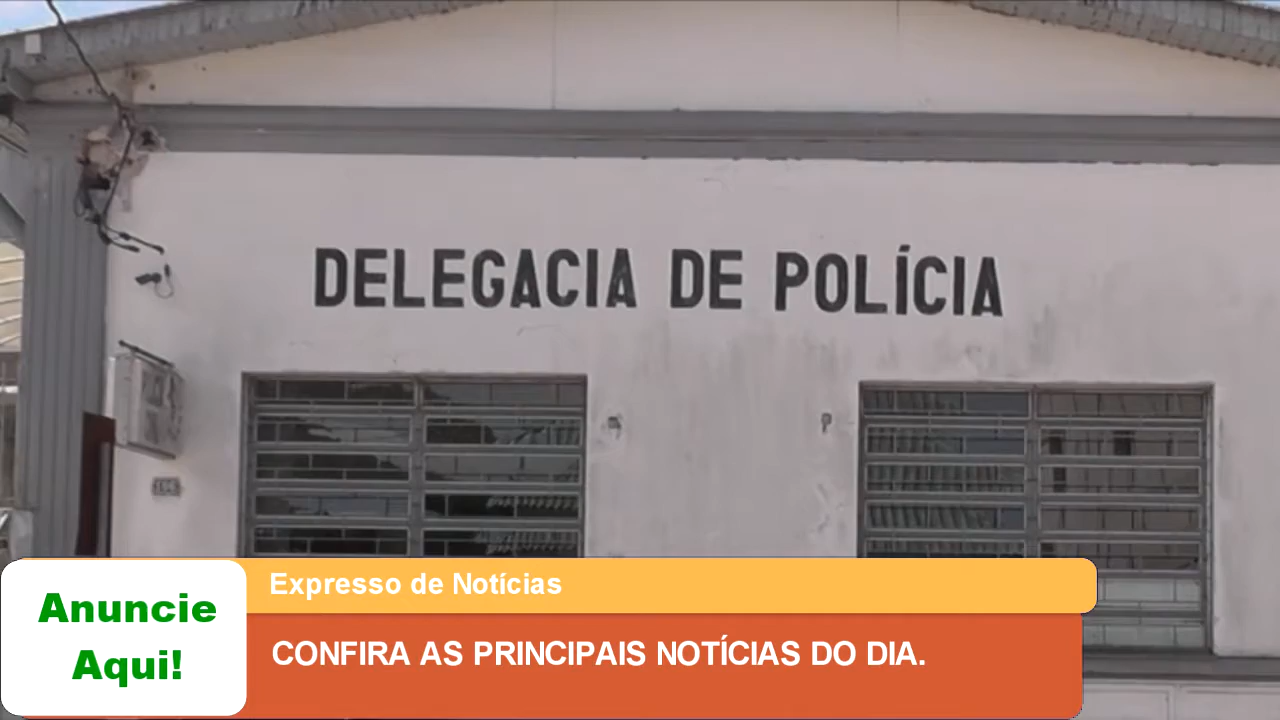 DELEGACIA DE POLÍCIA
Expresso de Notícias
CONFIRA AS PRINCIPAIS NOTÍCIAS DO DIA.
Anuncie
Aqui!